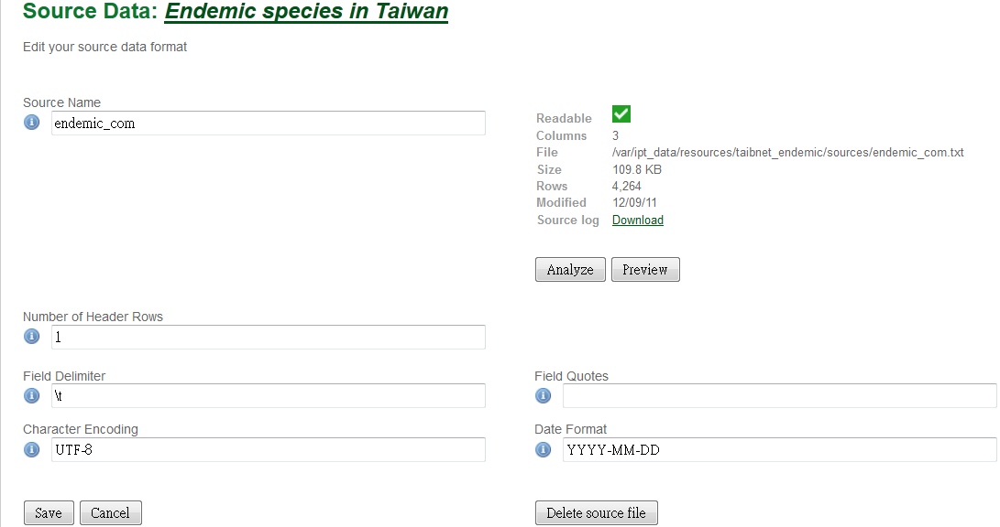 Source Data: Endemic species in Taiwan
Edit your source data format
Source Name
endemic_com
Readable
Columns 3
File /var/ipt_data/resources/taibnet_endemic/sources/endemic_com.txt
Size 109.8 KB
Rows 4,264
Modified 12/09/11
Source log Download
Analyze Preview
Number of Header Rows
1
Field Delimiter Field Quotes
\t
Character Encoding Date Format
UTF-8 YYYY-MM-DD
Save Cancel Delete source file